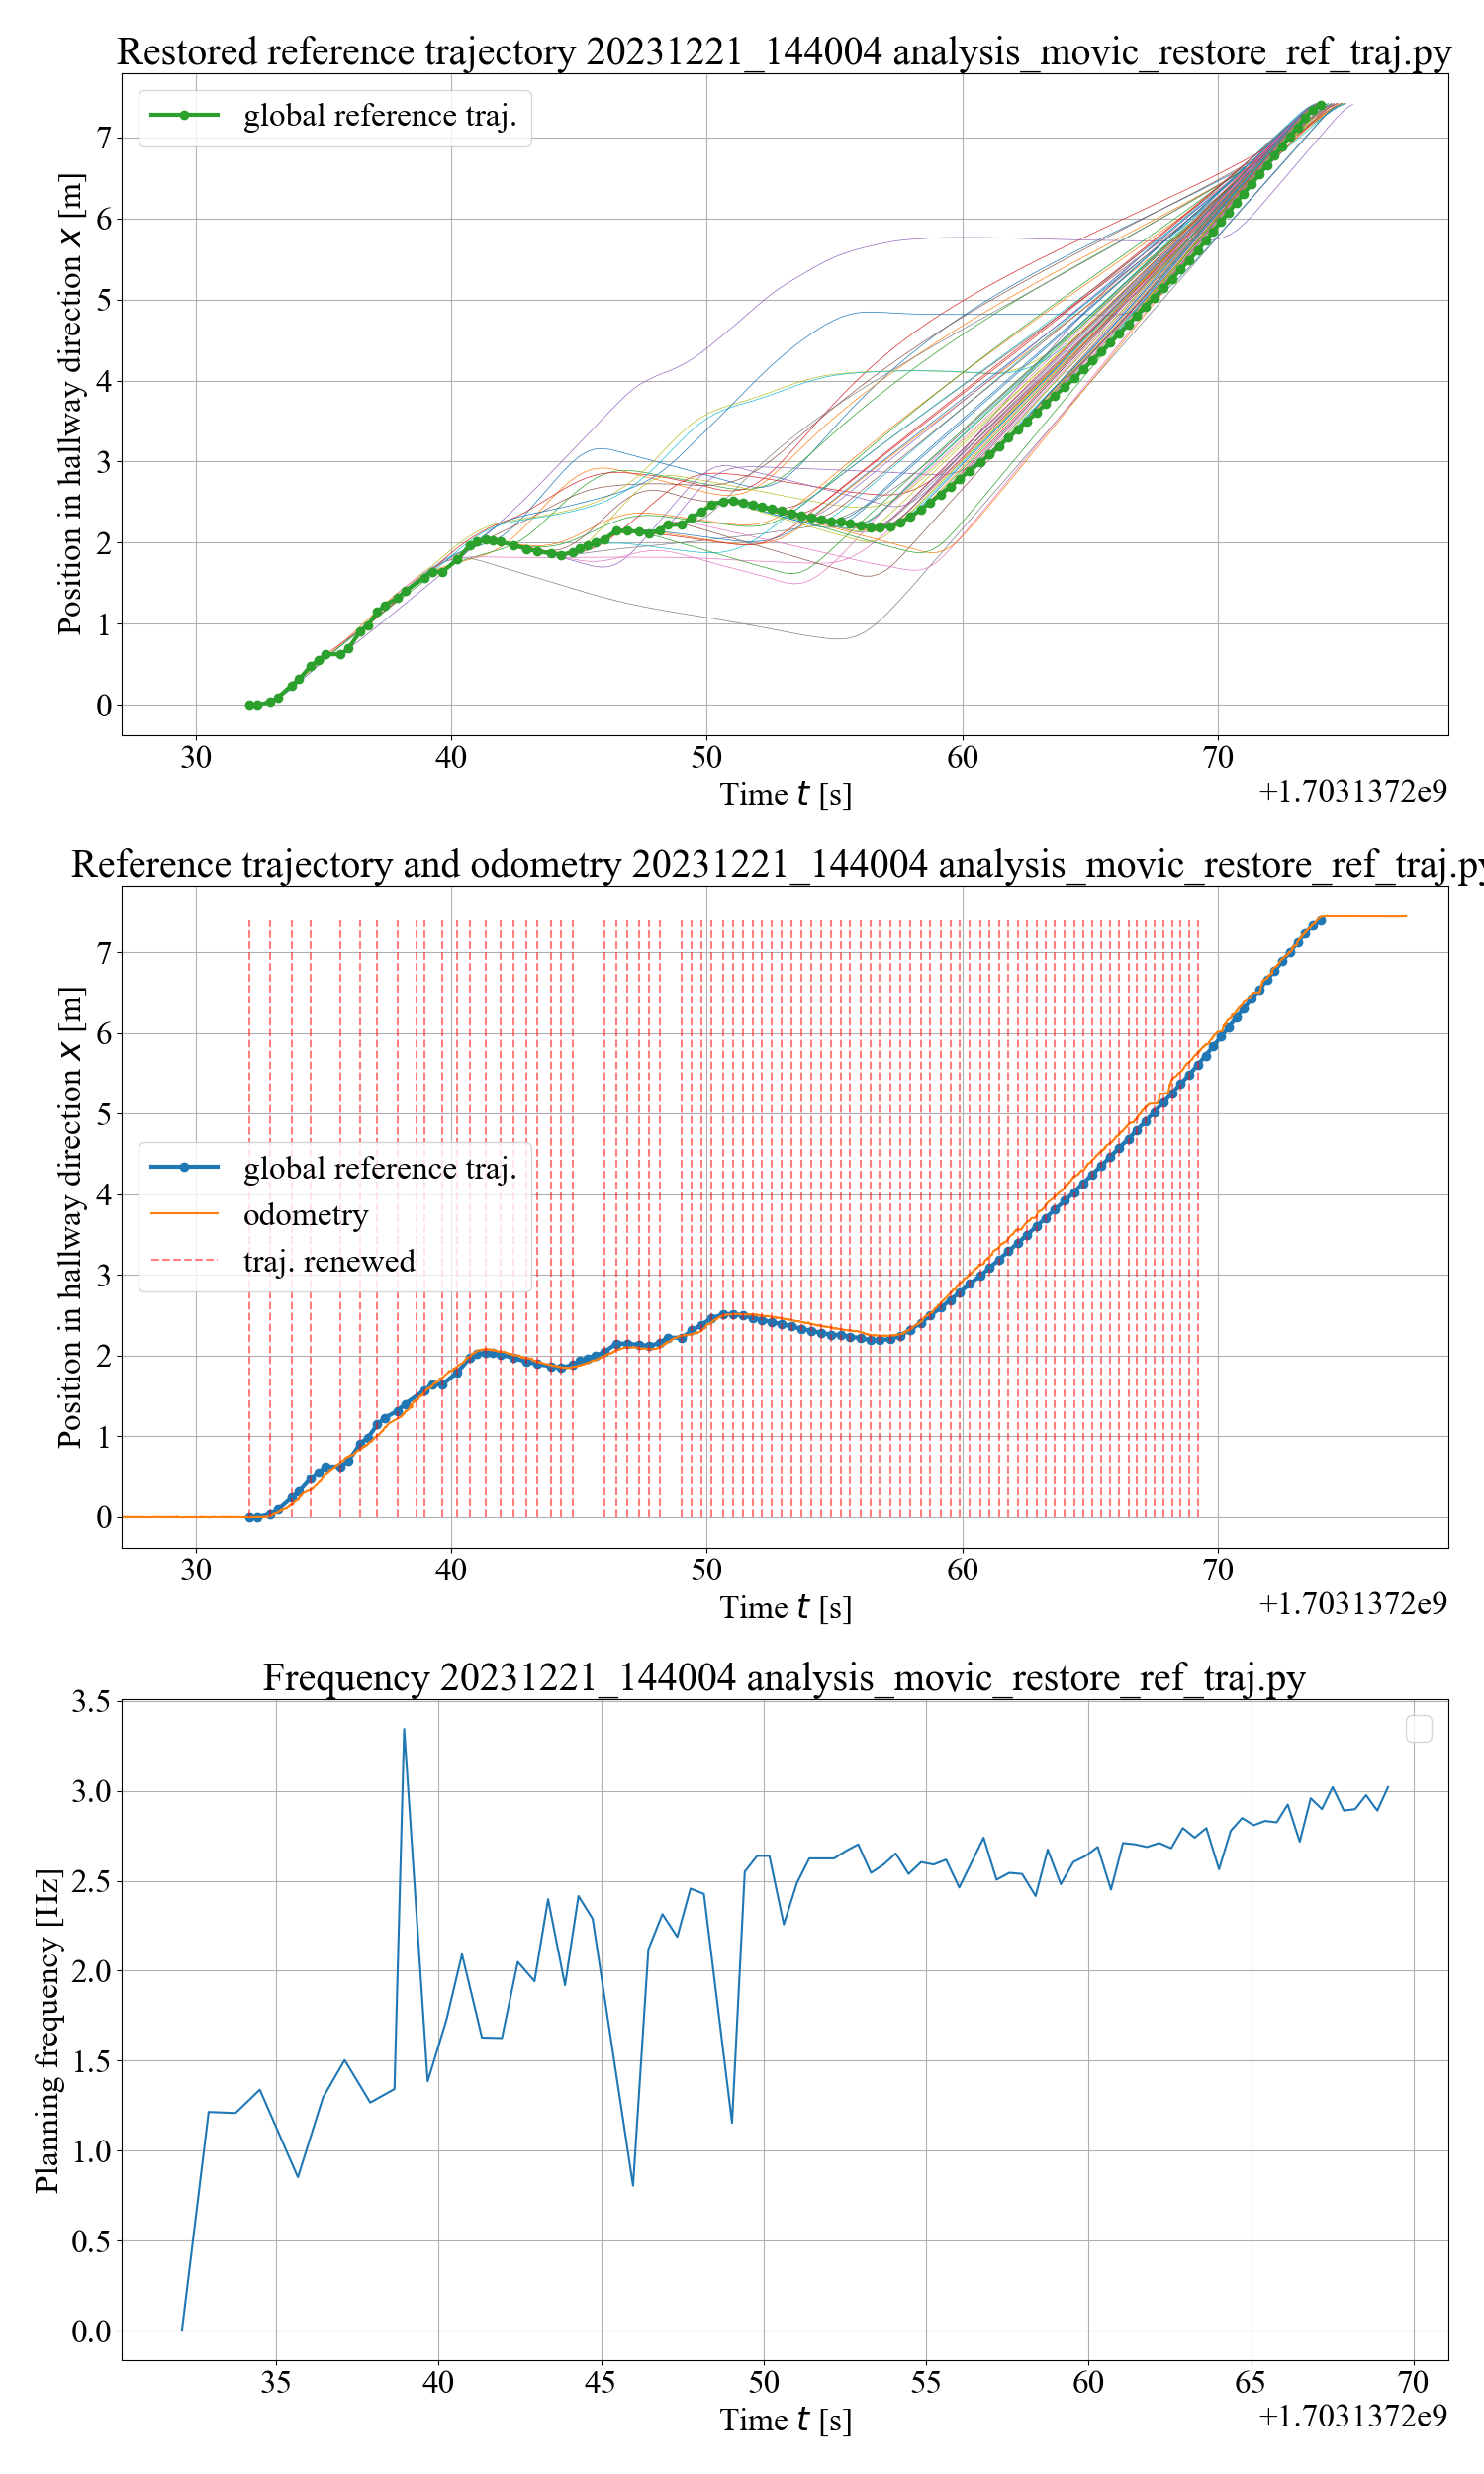 Restored reference trajectory 20231221_144004 analysis_movic_restore_ref_traj.py
global reference traj.
Position in hallway direction x [m]
7
6
5
4
3
2
1
0
30 40 50 60 70
Time t [s]
+1.7031372e9
Reference trajectory and odometry 20231221_144004 analysis_movic_restore_ref_traj.py
Position in hallway direction x [m]
7
6
5
4
3
2
1
0
global reference traj.
odometry
traj. renewed
30 40 50 60 70
Time t [s]
+1.7031372e9
Frequency 20231221_144004 analysis_movic_restore_ref_traj.py
Planning frequency [Hz]
3.5
3.0
2.5
2.0
1.5
1.0
0.5
0.0
35 40 45 50 55 60 65 70
Time t [s]
+1.7031372e9